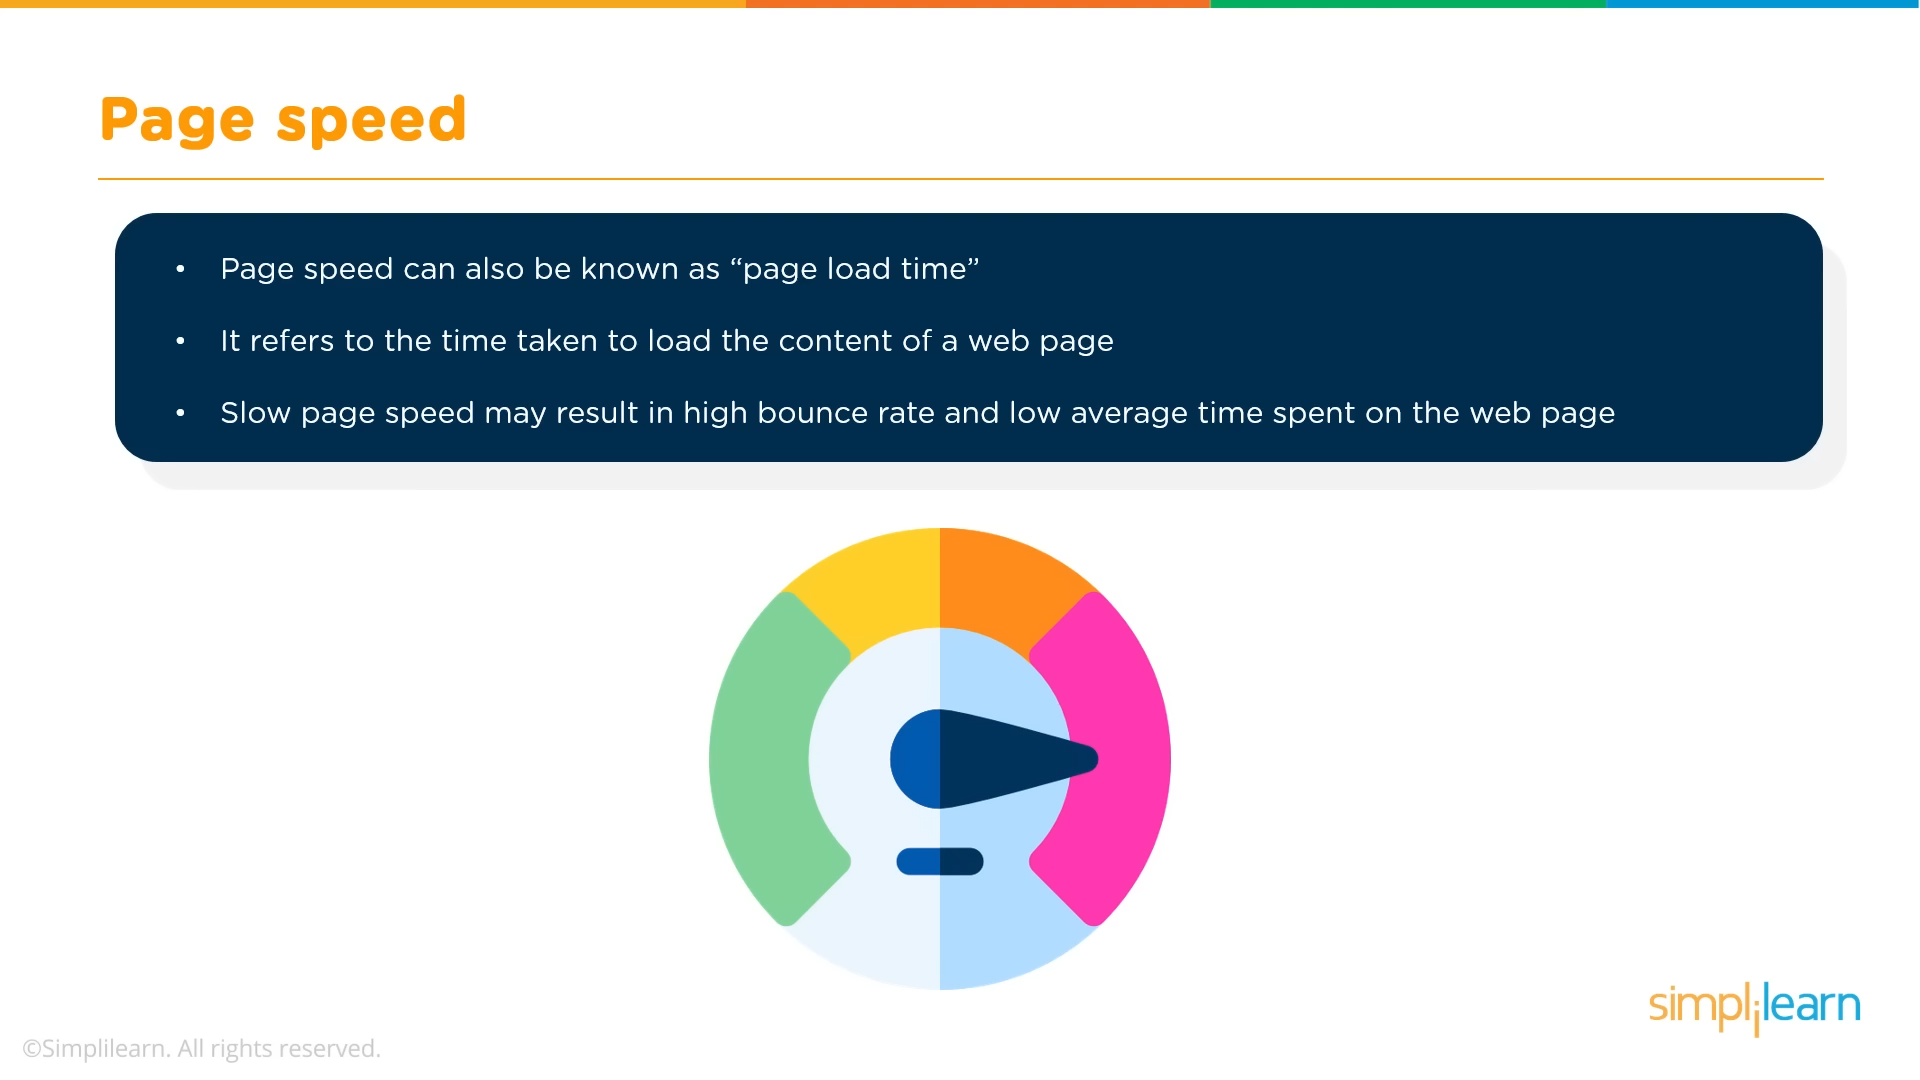 Page speed
• Page speed can also be known as “page load time”
• It refers to the time taken to load the content of a web page
• Slow page speed may result in high bounce rate and low average time spent on the web page
simplilearn
©Simplilearn. All rights reserved.